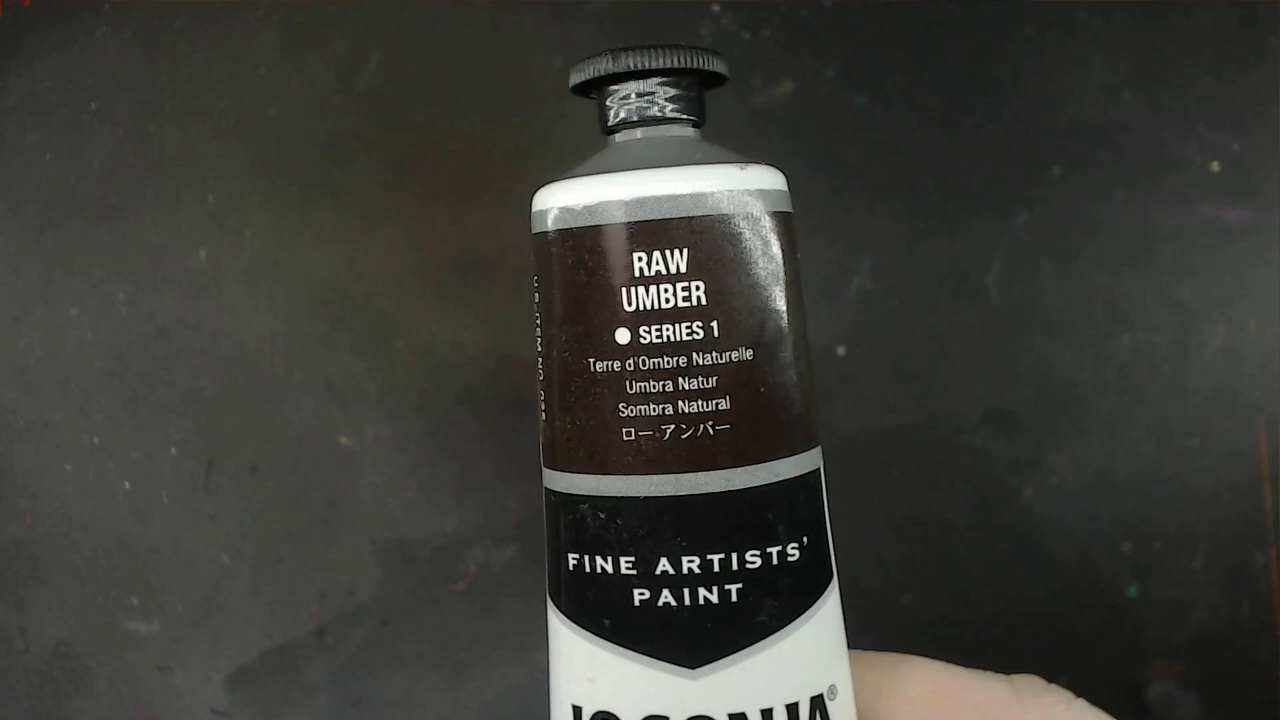 RAW
UMBER
SERIES 1
Terre d'Ombre Naturelle
Umbra Natur
Sombra Natural
ローアンバー
FINE ARTISTS'
PAINT
JOSONJA®